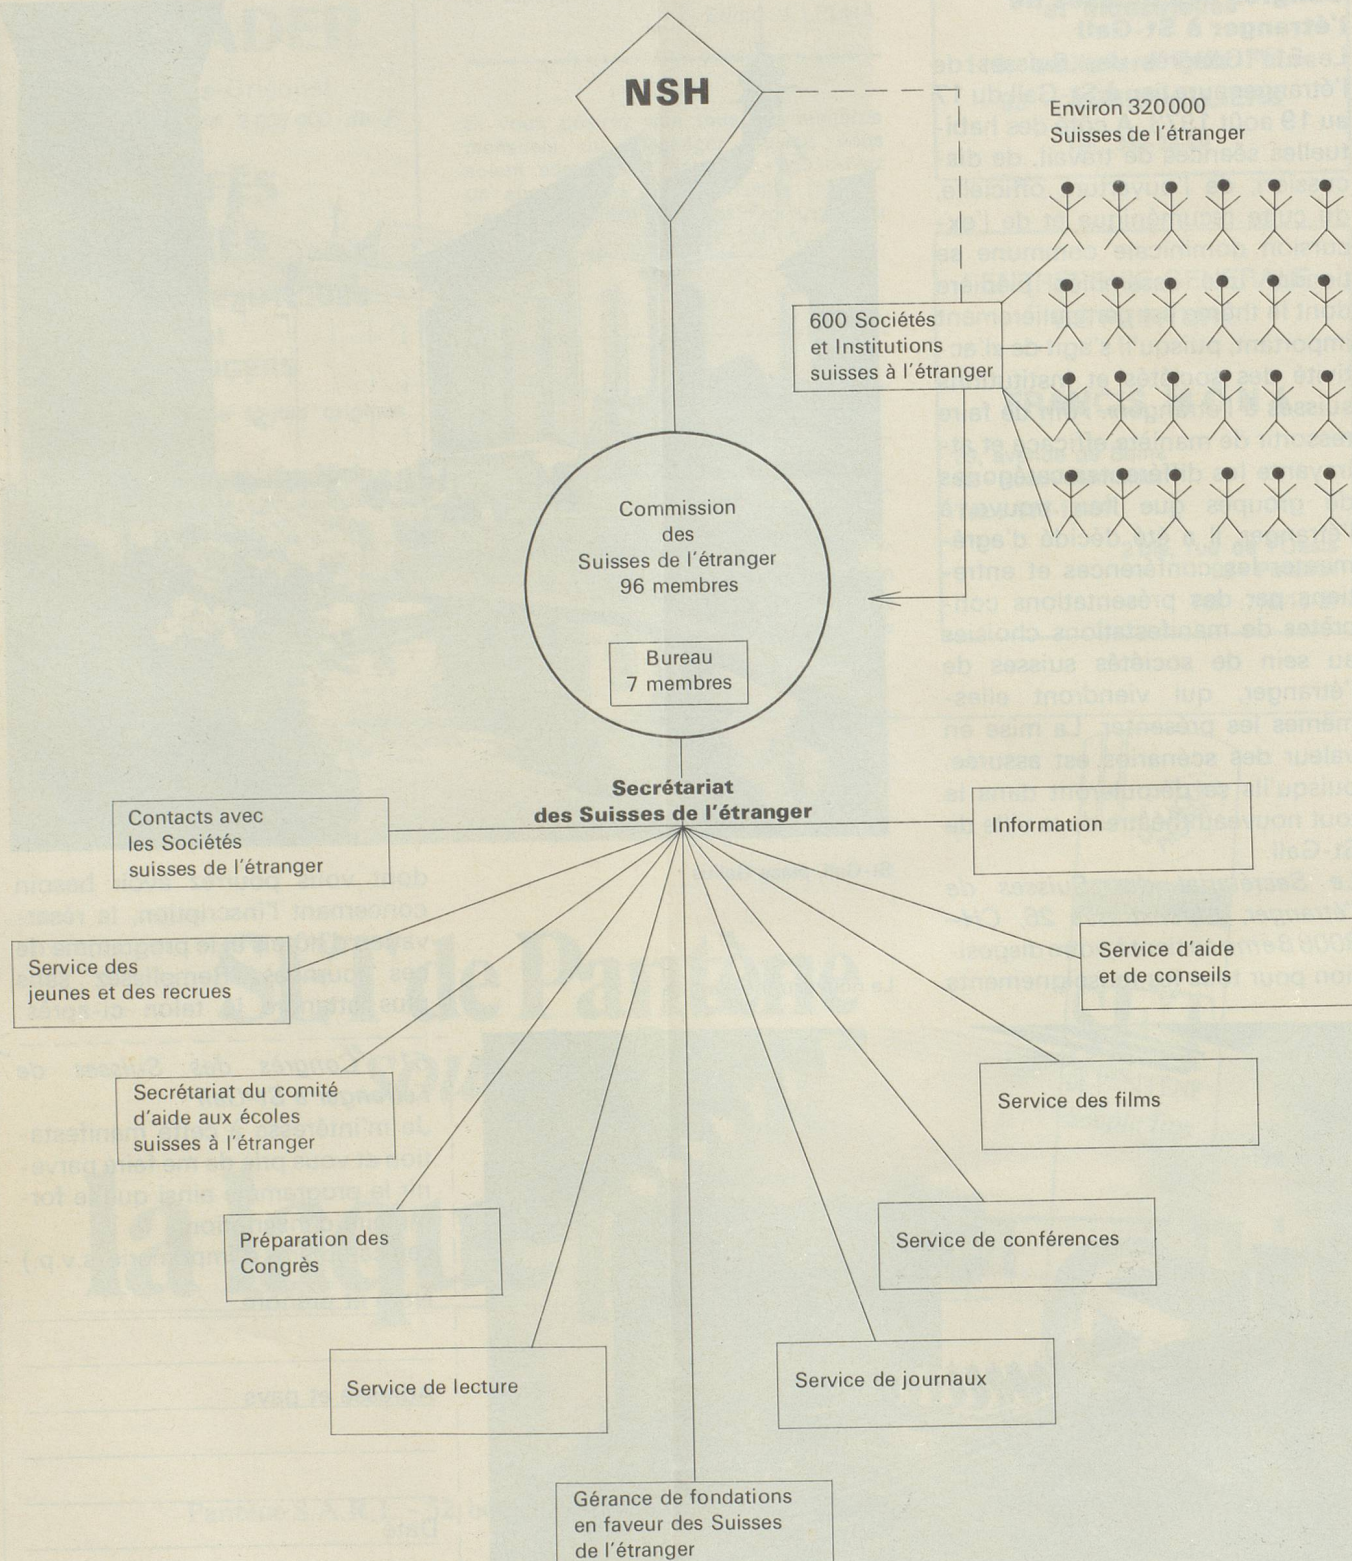 NSH
Environ 320 000
Suisses de l'étranger
600 Sociétés
et Institutions
suisses à l'étranger
Commission
des
Suisses de l'étranger
96 membres
Bureau
7 membres
Secrétariat
des Suisses de l'étranger
Contacts avec
les Sociétés
suisses de l'étranger
Information
Service des
jeunes et des recrues
Service d'aide
et de conseils
Secrétariat du comité
d'aide aux écoles
suisses à l'étranger
Service des films
Préparation des
Congrès
Service de conférences
Service de lecture
Service de journaux
Gérance de fondations
en faveur des Suisses
de l'étranger